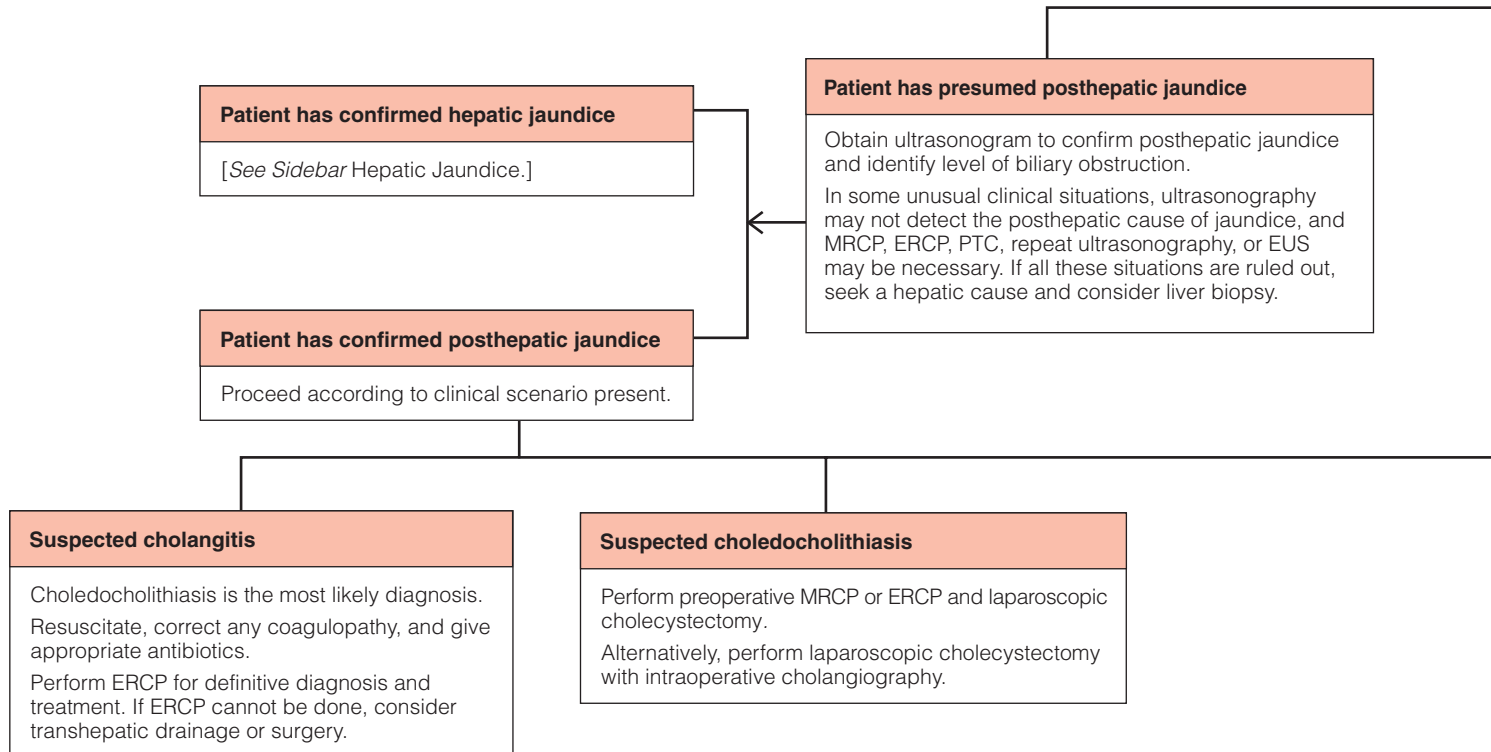 Patient has presumed posthepatic jaundice
Obtain ultrasonogram to confirm posthepatic jaundice
and identify level of biliary obstruction.
In some unusual clinical situations, ultrasonography
may not detect the posthepatic cause of jaundice, and
MRCP, ERCP, PTC, repeat ultrasonography, or EUS
may be necessary. If all these situations are ruled out,
seek a hepatic cause and consider liver biopsy.
Patient has confirmed hepatic jaundice
[See Sidebar Hepatic Jaundice.]
Patient has confirmed posthepatic jaundice
Proceed according to clinical scenario present.
Suspected cholangitis
Choledocholithiasis is the most likely diagnosis.
Resuscitate, correct any coagulopathy, and give
appropriate antibiotics.
Perform ERCP for definitive diagnosis and
treatment. If ERCP cannot be done, consider
transhepatic drainage or surgery.
Suspected choledocholithiasis
Perform preoperative MRCP or ERCP and laparoscopic
cholecystectomy.
Alternatively, perform laparoscopic cholecystectomy
with intraoperative cholangiography.